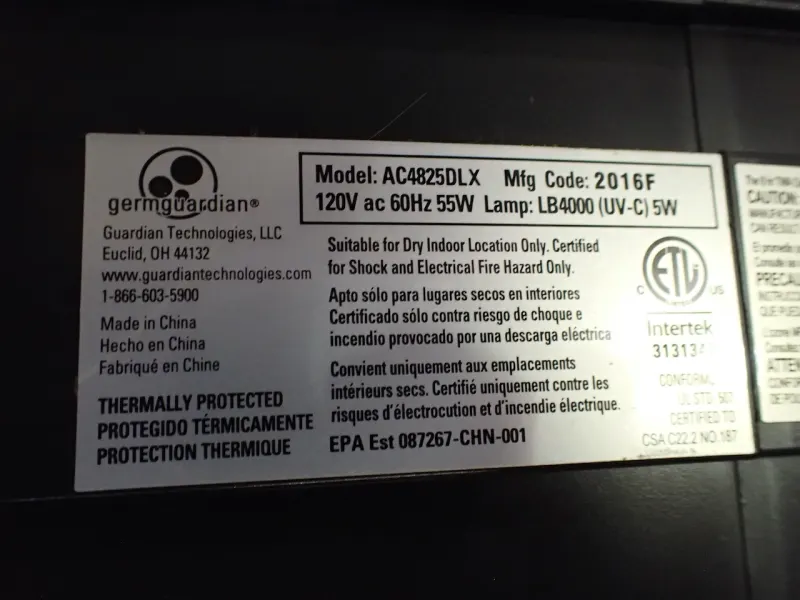 germguardian®
Guardian Technologies, LLC
Euclid, OH 44132
www.guardiantechnologies.com
1-866-603-5900
Made in China
Hecho en China
Fabriqué en Chine
THERMALLY PROTECTED
PROTEGIDO TÉRMICAMENTE
PROTECTION THERMIQUE
Model: AC4825DLX Mfg Code: 2016F
120V ac 60Hz 55W Lamp: LB4000 (UV-C) 5W
Suitable for Dry Indoor Location Only. Certified
for Shock and Electrical Fire Hazard Only.
Apto sólo para lugares secos en interiores
Certificado sólo contra riesgo de choque e
incendio provocado por una descarga eléctrica
Convient uniquement aux emplacements
intérieurs secs. Certifié uniquement contre les
risques d'électrocution et d'incendie électrique.
EPA Est 087267-CHN-001
C ETL US
Intertek
CERTIFIED TO
CSA C22.2 NO.187
CAUTION: